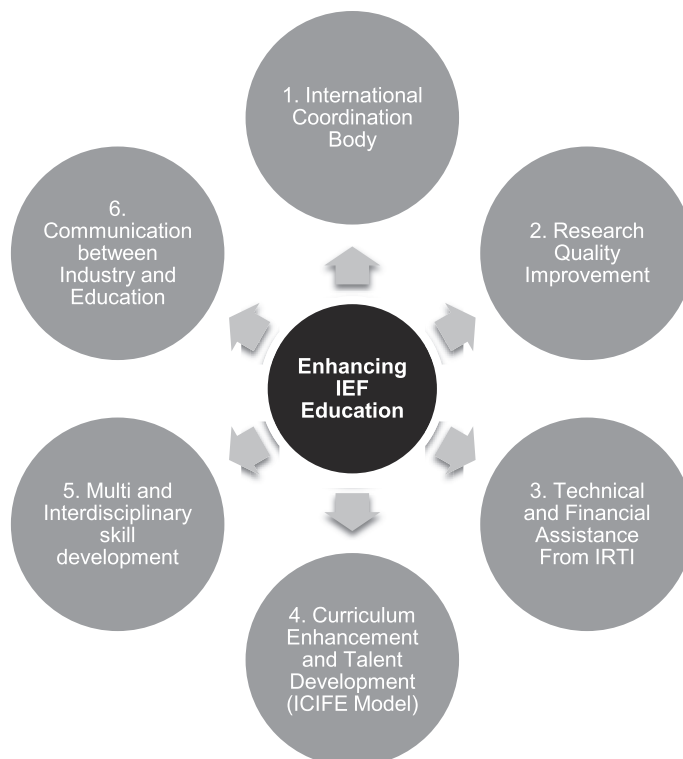 1. International
Coordination
Body
2. Research
Quality
Improvement
3. Technical
and Financial
Assistance
From IRTI
4. Curriculum
Enhancement
and Talent
Development
(ICIFE Model)
5. Multi and
Interdisciplinary
skill
development
6.
Communication
between
Industry and
Education
Enhancing
IEF
Education